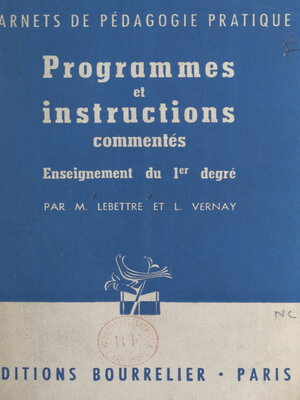 ARNETS DE PÉDAGOGIE PRATIQUE
Programmes
et
instructions
commentés
Enseignement du 1er degré
PAR M. LEBETTRE ET L. VERNAY
R.F.
NC
DITIONS BOURRELIER • PARIS